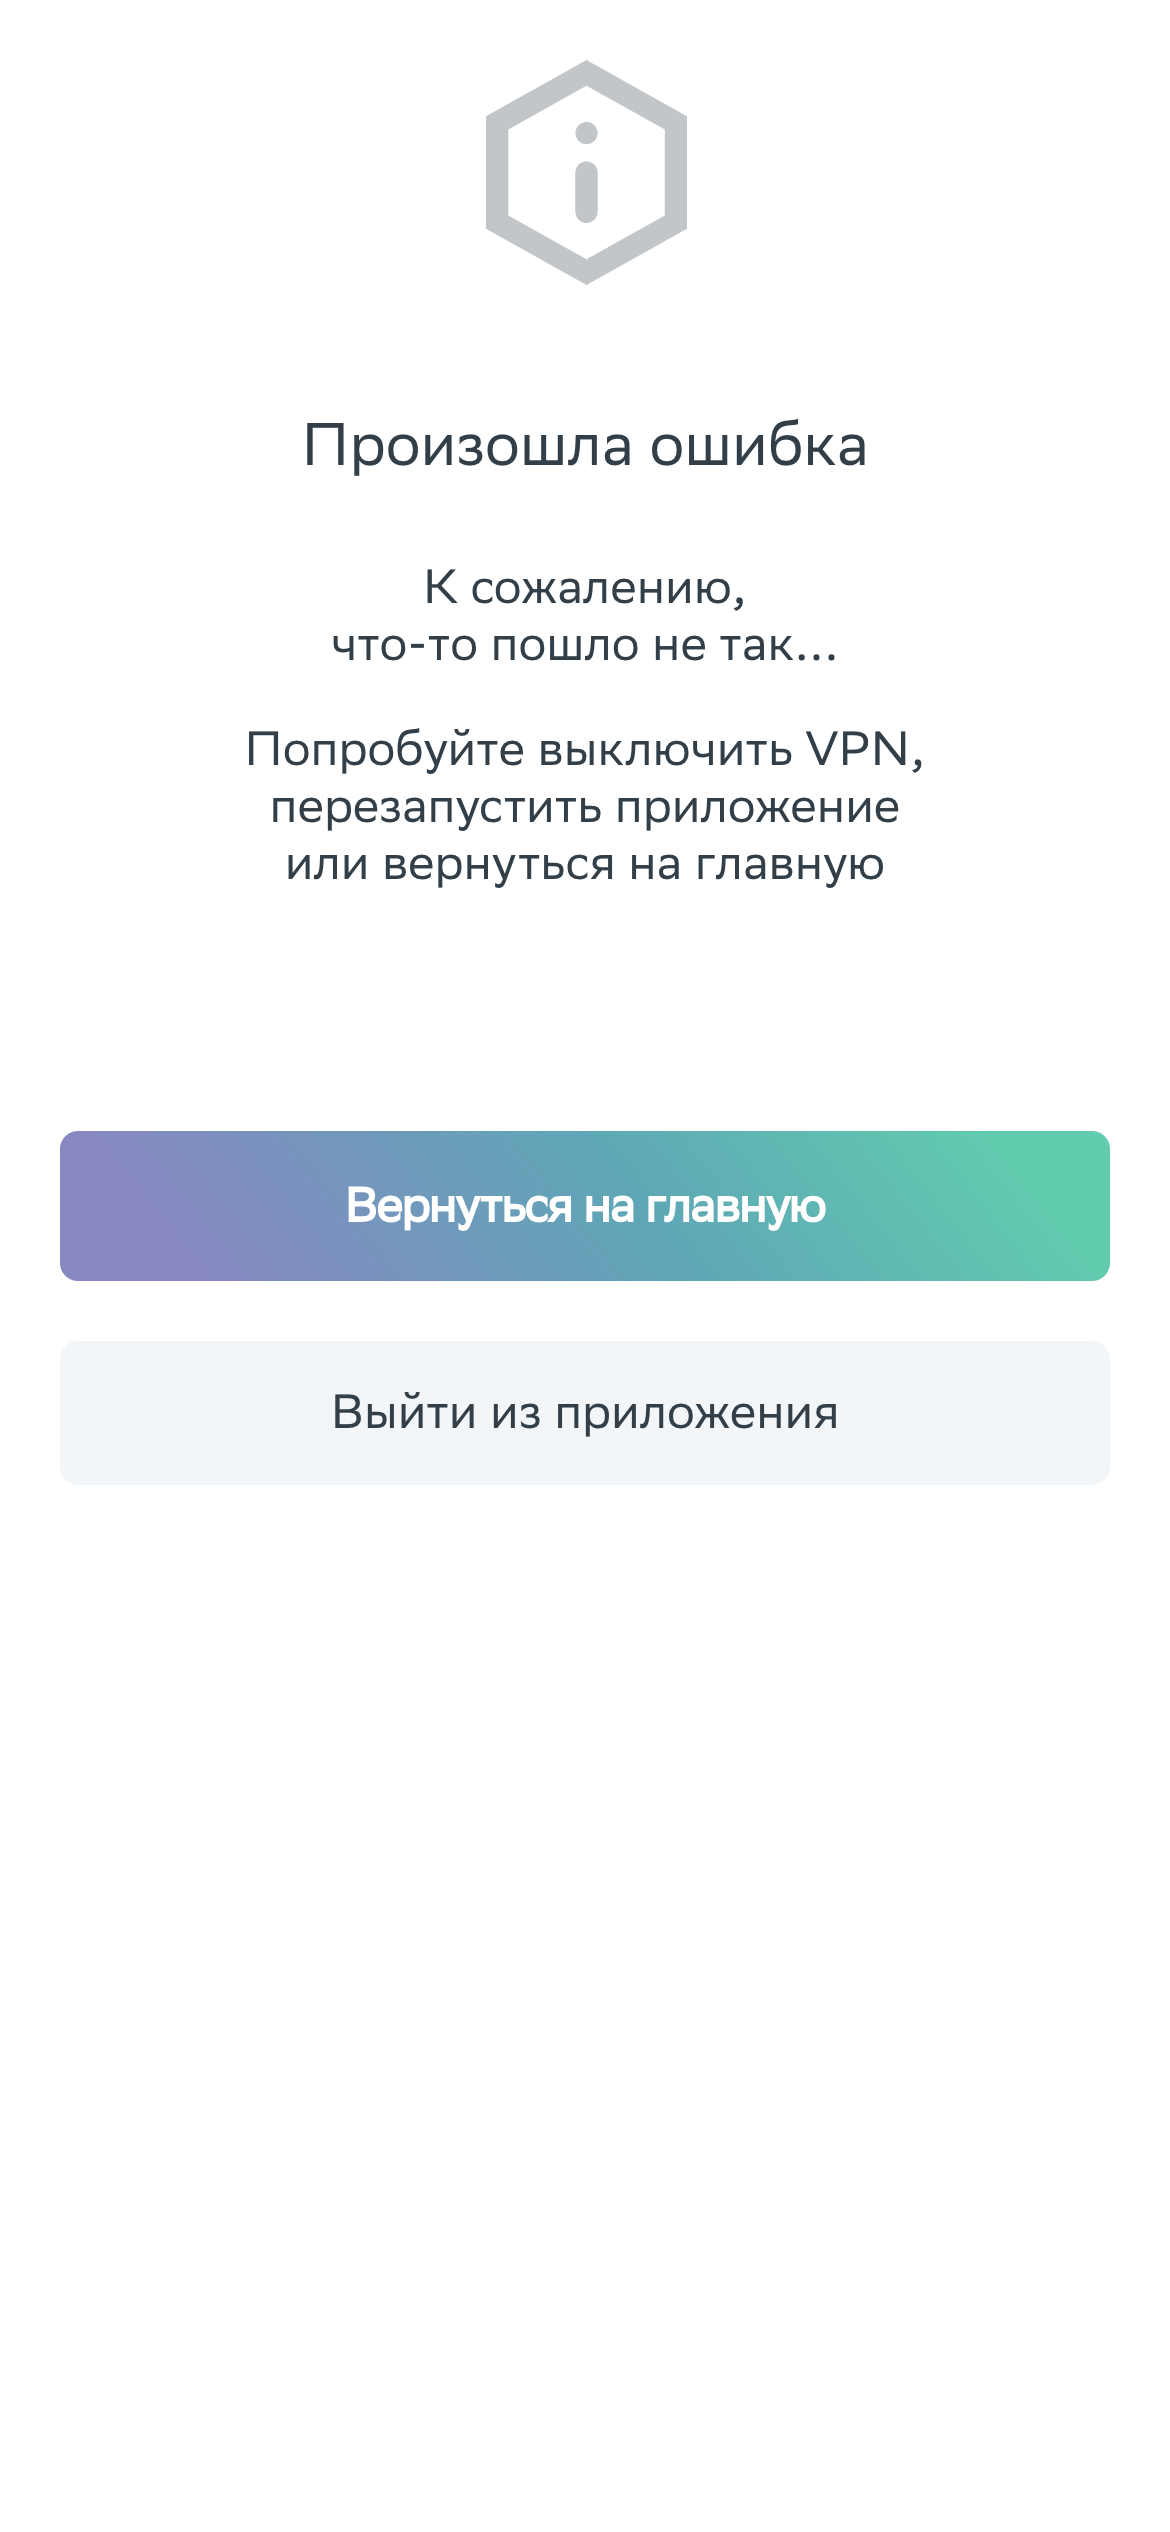 Произошла ошибка
К сожалению,
что-то пошло не так...
Попробуйте выключить VPN,
перезапустить приложение
или вернуться на главную
Вернуться на главную
Выйти из приложения